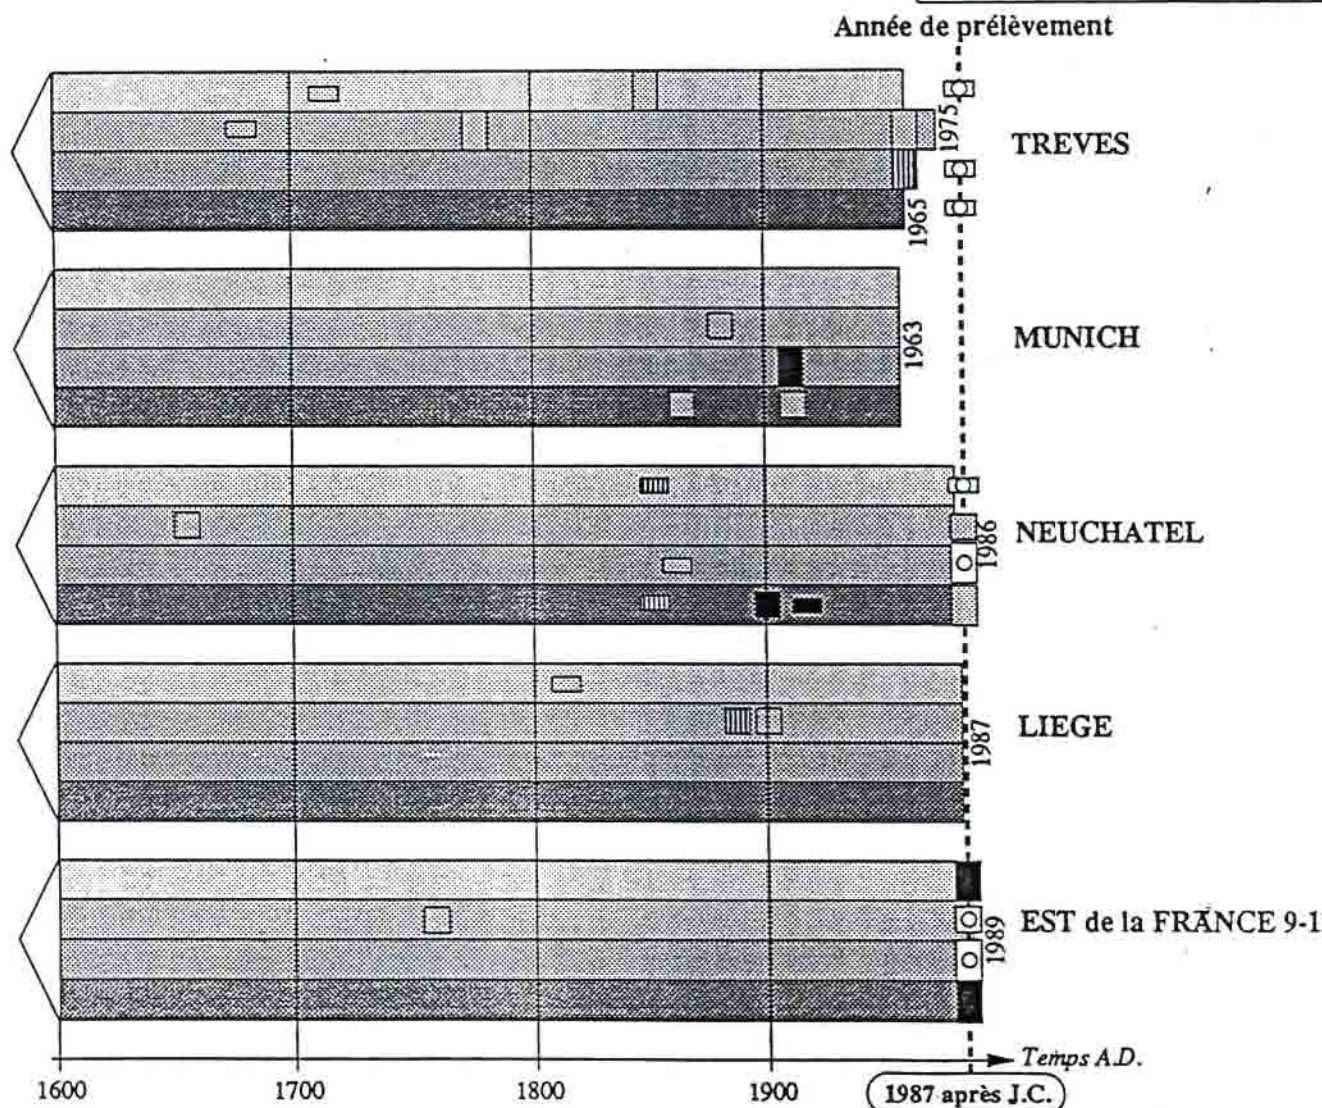 Année de prélèvement
1975
TREVES
1965
1963
MUNICH
1986
NEUCHATEL
1987
LIEGE
1989
EST de la FRANCE 9-1
Temps A.D.
1600 1700 1800 1900 1987 après J.C.